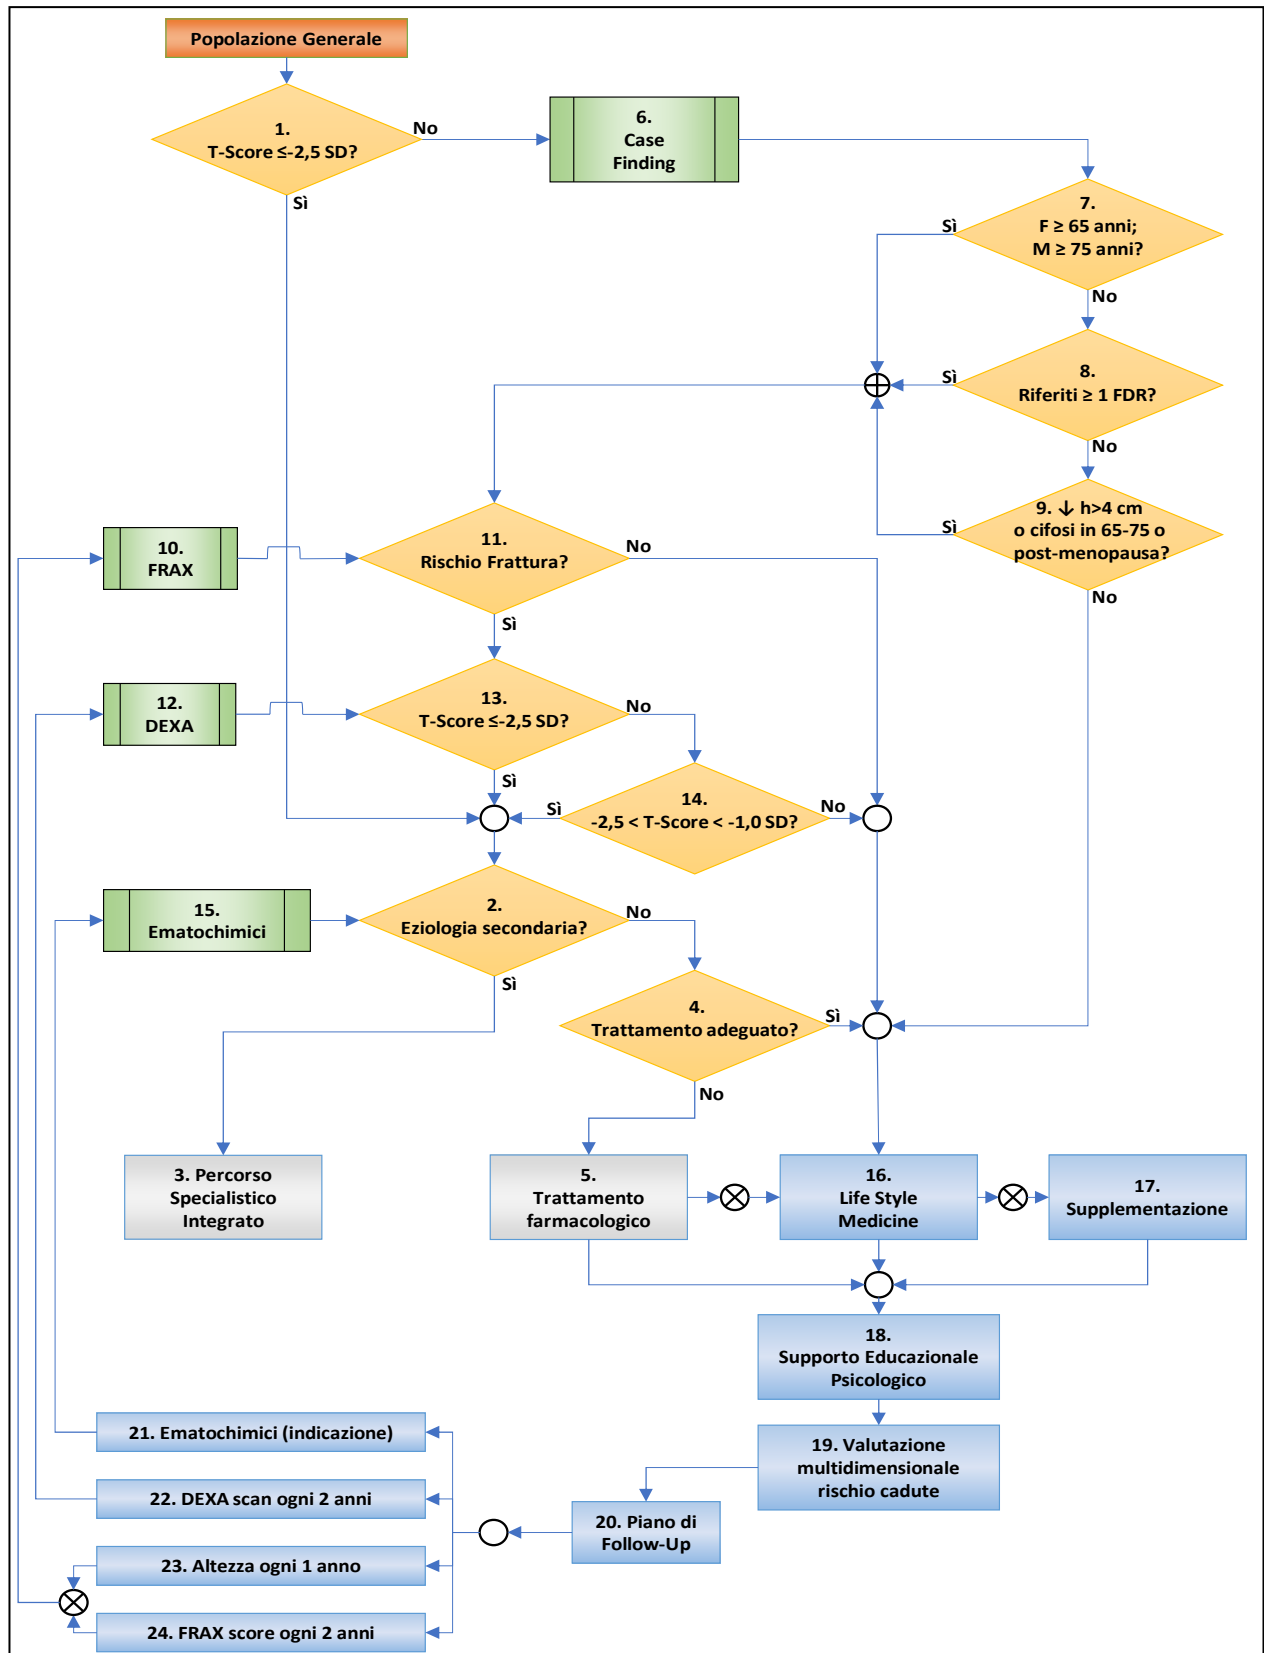 Popolazione Generale
1.
T-Score ≤-2,5 SD?
No
Sì
6.
Case
Finding
7.
F ≥ 65 anni;
M ≥ 75 anni?
Sì
No
8.
Riferiti ≥ 1 FDR?
Sì
No
9. ↓ h>4 cm
o cifosi in 65-75 o
post-menopausa?
Sì
No
10.
FRAX
11.
Rischio Frattura?
No
Sì
12.
DEXA
13.
T-Score ≤-2,5 SD?
No
Sì
14.
-2,5 < T-Score < -1,0 SD?
Sì
No
15.
Ematochimici
2.
Eziologia secondaria?
No
Sì
4.
Trattamento adeguato?
Sì
No
3. Percorso
Specialistico
Integrato
5.
Trattamento
farmacologico
16.
Life Style
Medicine
17.
Supplementazione
18.
Supporto Educazionale
Psicologico
19. Valutazione
multidimensionale
rischio cadute
20. Piano di
Follow-Up
21. Ematochimici (indicazione)
22. DEXA scan ogni 2 anni
23. Altezza ogni 1 anno
24. FRAX score ogni 2 anni